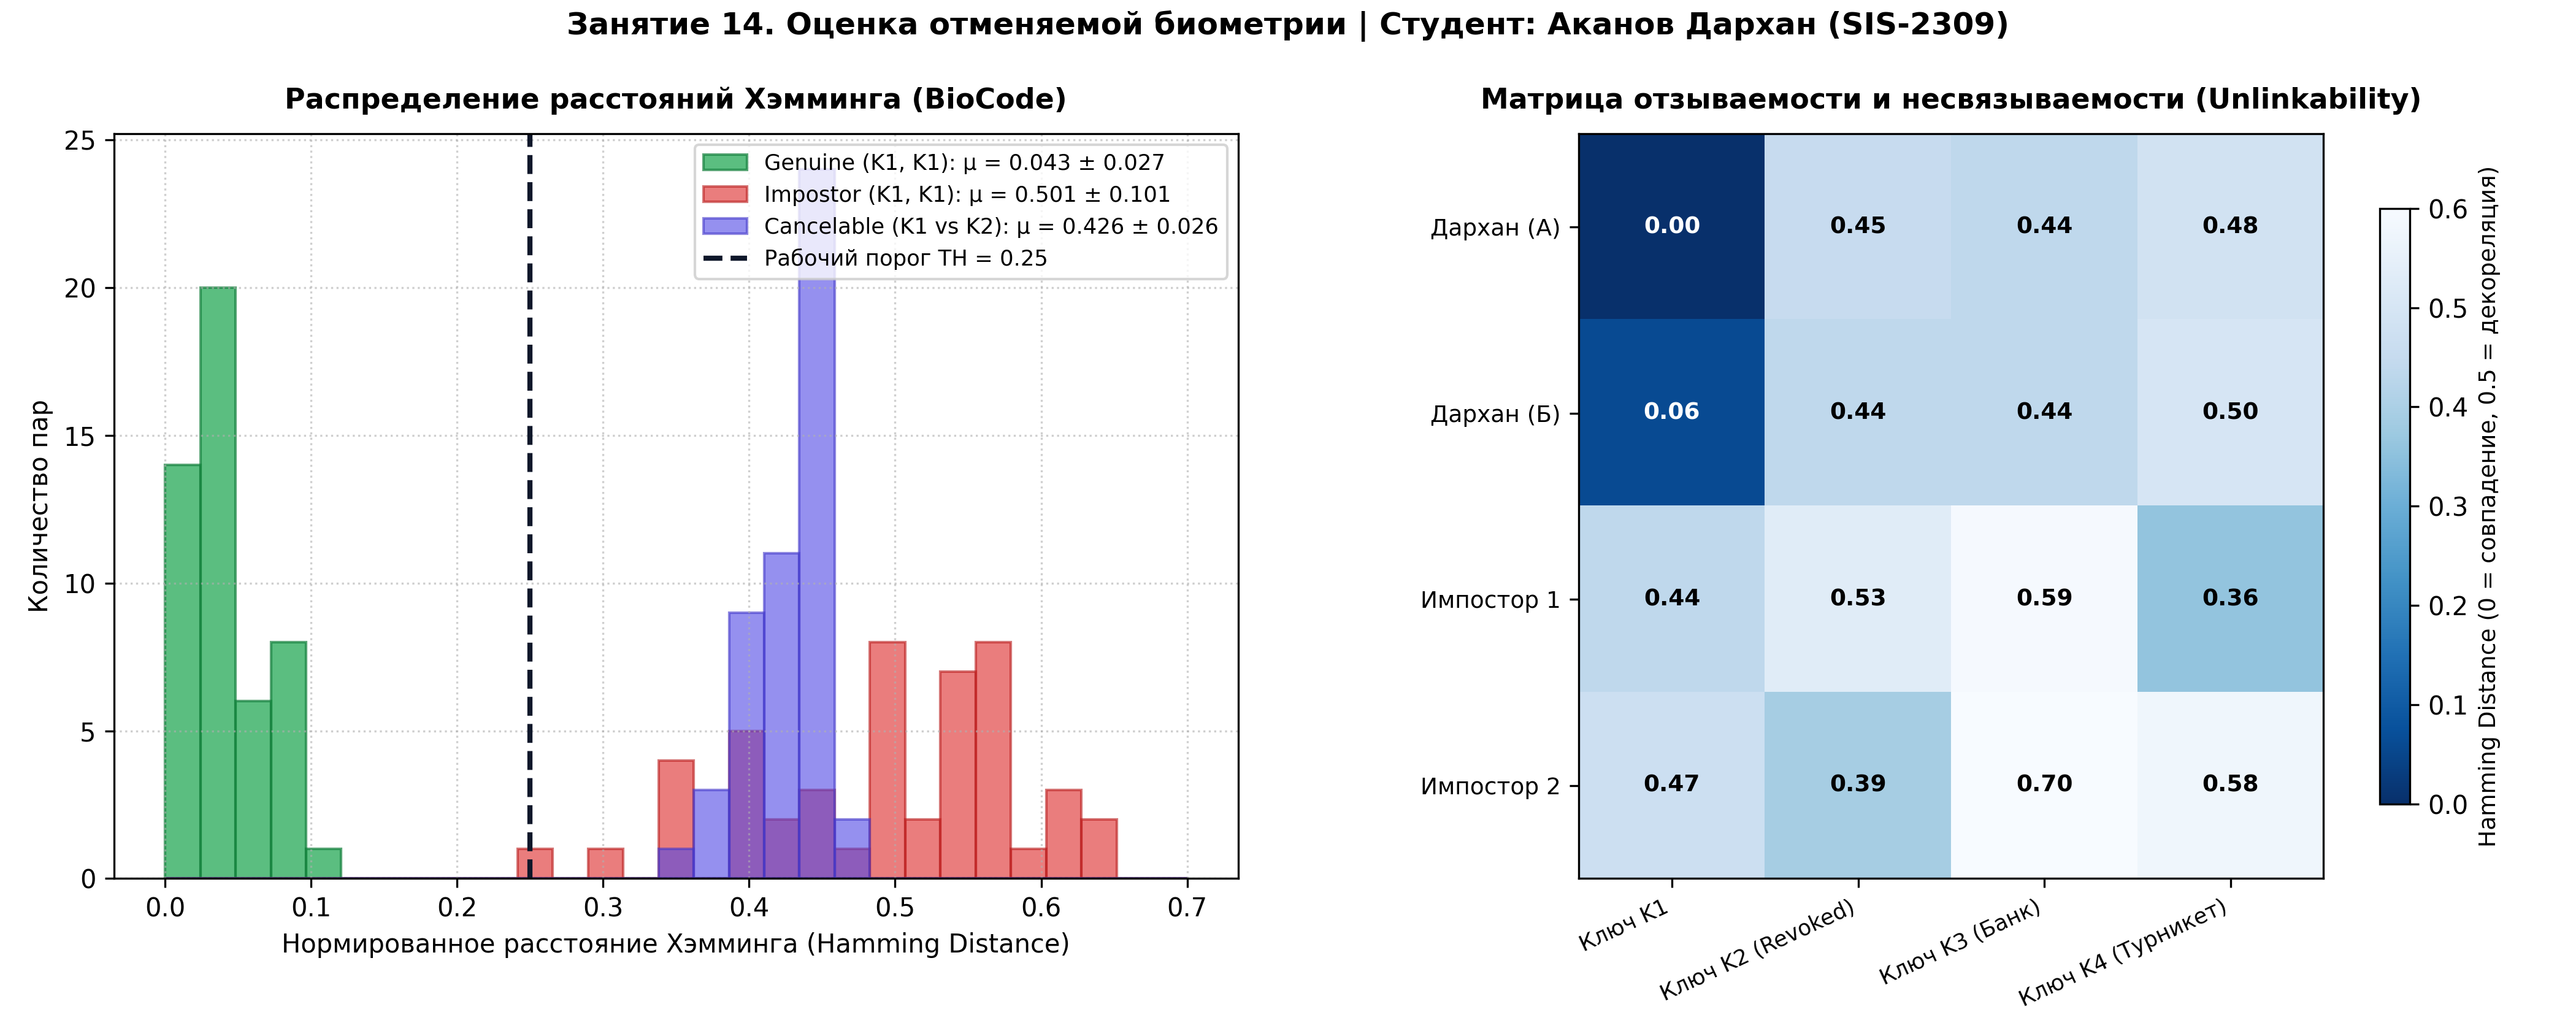 Занятие 14. Оценка отменяемой биометрии | Студент: Аканов Дархан (SIS-2309)
Распределение расстояний Хэмминга (BioCode)
Genuine (K1, K1): μ = 0.043 ± 0.027
Impostor (K1, K1): μ = 0.501 ± 0.101
Cancelable (K1 vs K2): μ = 0.426 ± 0.026
Рабочий порог TH = 0.25
Количество пар
25
20
15
10
5
0
0.0 0.1 0.2 0.3 0.4 0.5 0.6 0.7
Нормированное расстояние Хэмминга (Hamming Distance)
Матрица отзываемости и несвязываемости (Unlinkability)
Дархан (А) 0.00 0.45 0.44 0.48
Дархан (Б) 0.06 0.44 0.44 0.50
Импостор 1 0.44 0.53 0.59 0.36
Импостор 2 0.47 0.39 0.70 0.58
Ключ K1
Ключ K2 (Revoked)
Ключ K3 (Банк)
Ключ K4 (Турникет)
0.6
0.5
0.4
0.3
0.2
0.1
0.0
Hamming Distance (0 = совпадение, 0.5 = декореляция)